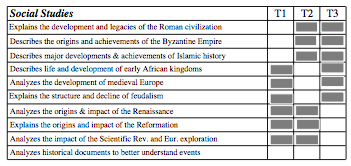 Social Studies T1 T2 T3
Explains the development and legacies of the Roman civilization
Describes the origins and achievements of the Byzantine Empire
Describes major developments & achievements of Islamic history
Describes life and development of early African kingdoms
Analyzes the development of medieval Europe
Explains the structure and decline of feudalism
Analyzes the origins & impact of the Renaissance
Explains the origins and impact of the Reformation
Analyzes the impact of the Scientific Rev. and Eur. exploration
Analyzes historical documents to better understand events